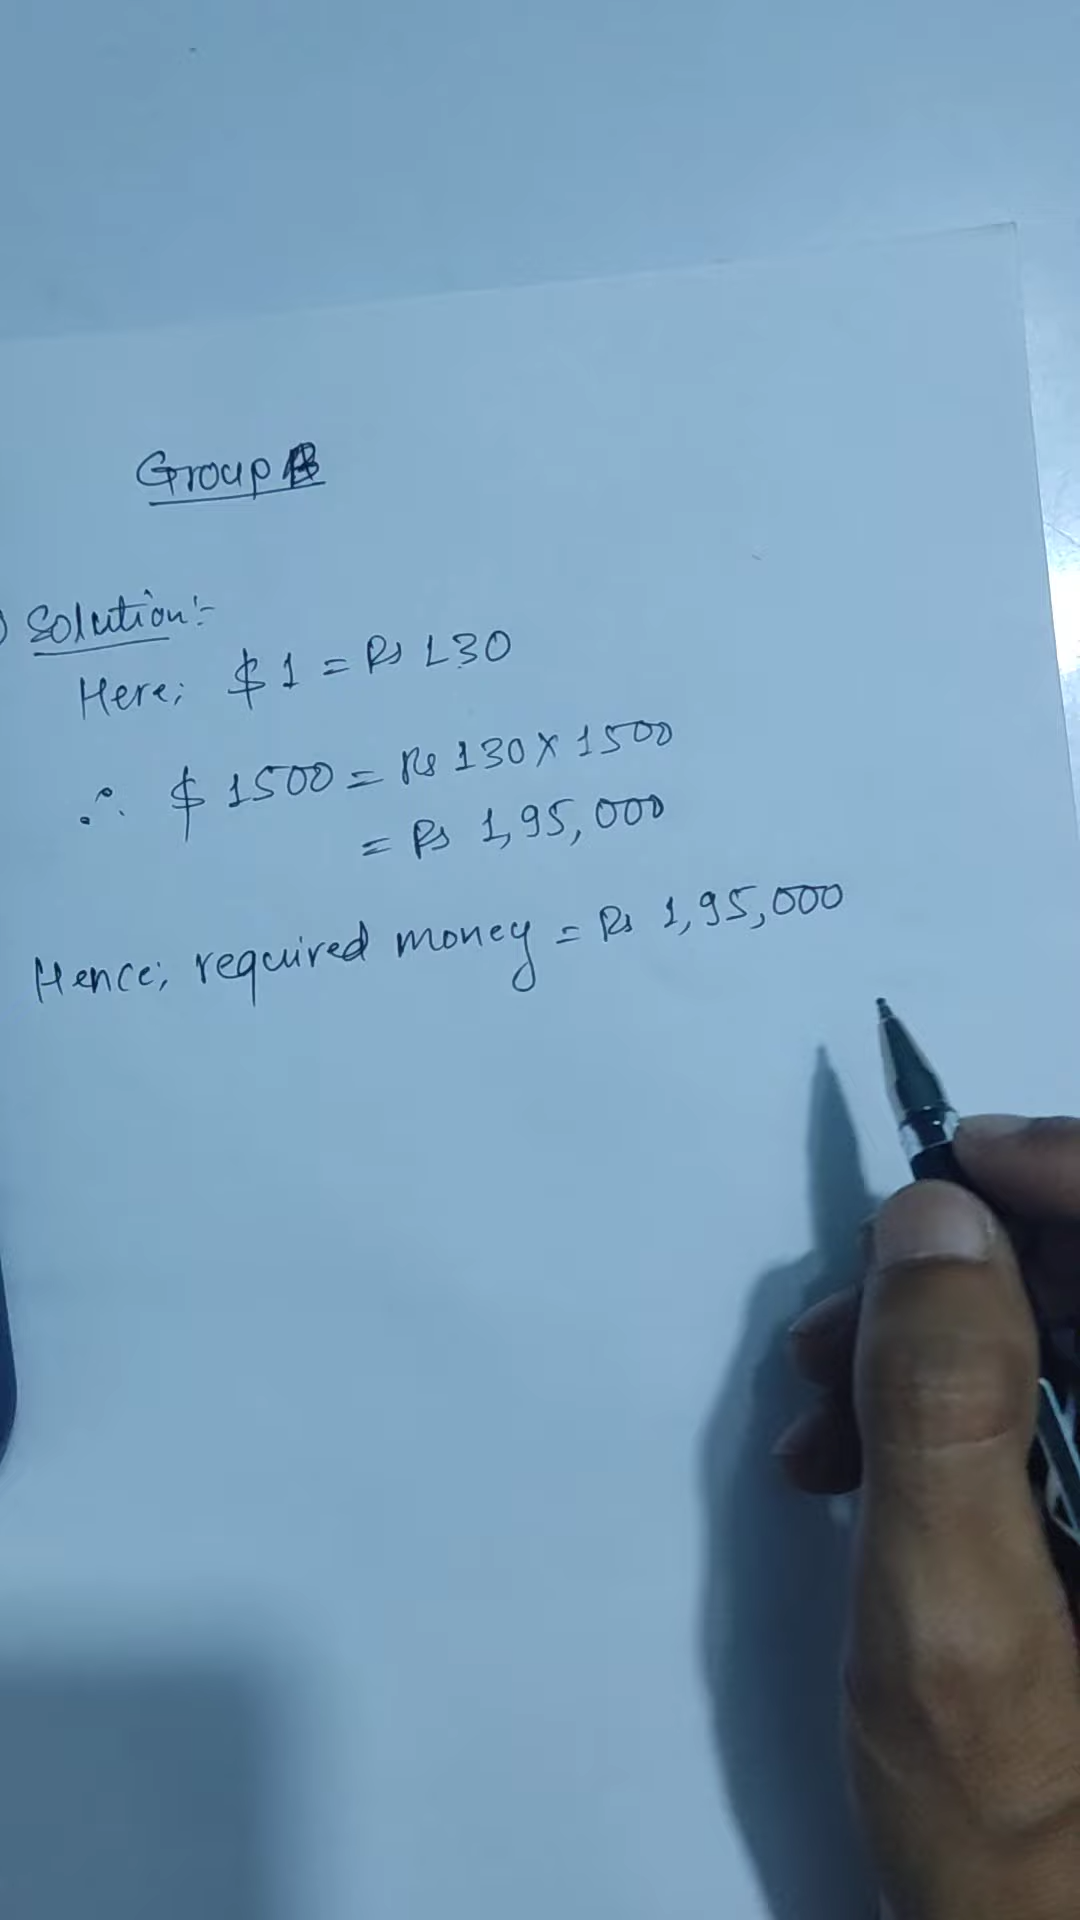 Group B
) Solution:-
Here; $ 1 = Rs 130
∴ $ 1500 = Rs 130 x 1500
= Rs 1,95,000
Hence; required money = Rs 1,95,000